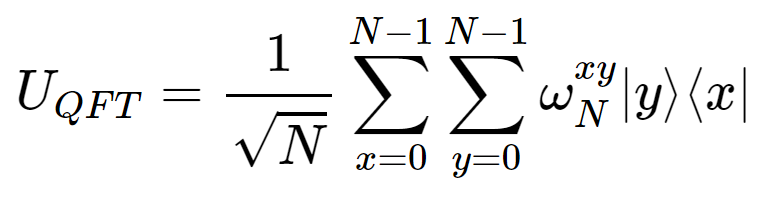 $U_{QFT} = \frac{1}{\sqrt{N}} \sum_{x=0}^{N-1} \sum_{y=0}^{N-1} \omega_N^{xy} |y\rangle\langle x|$